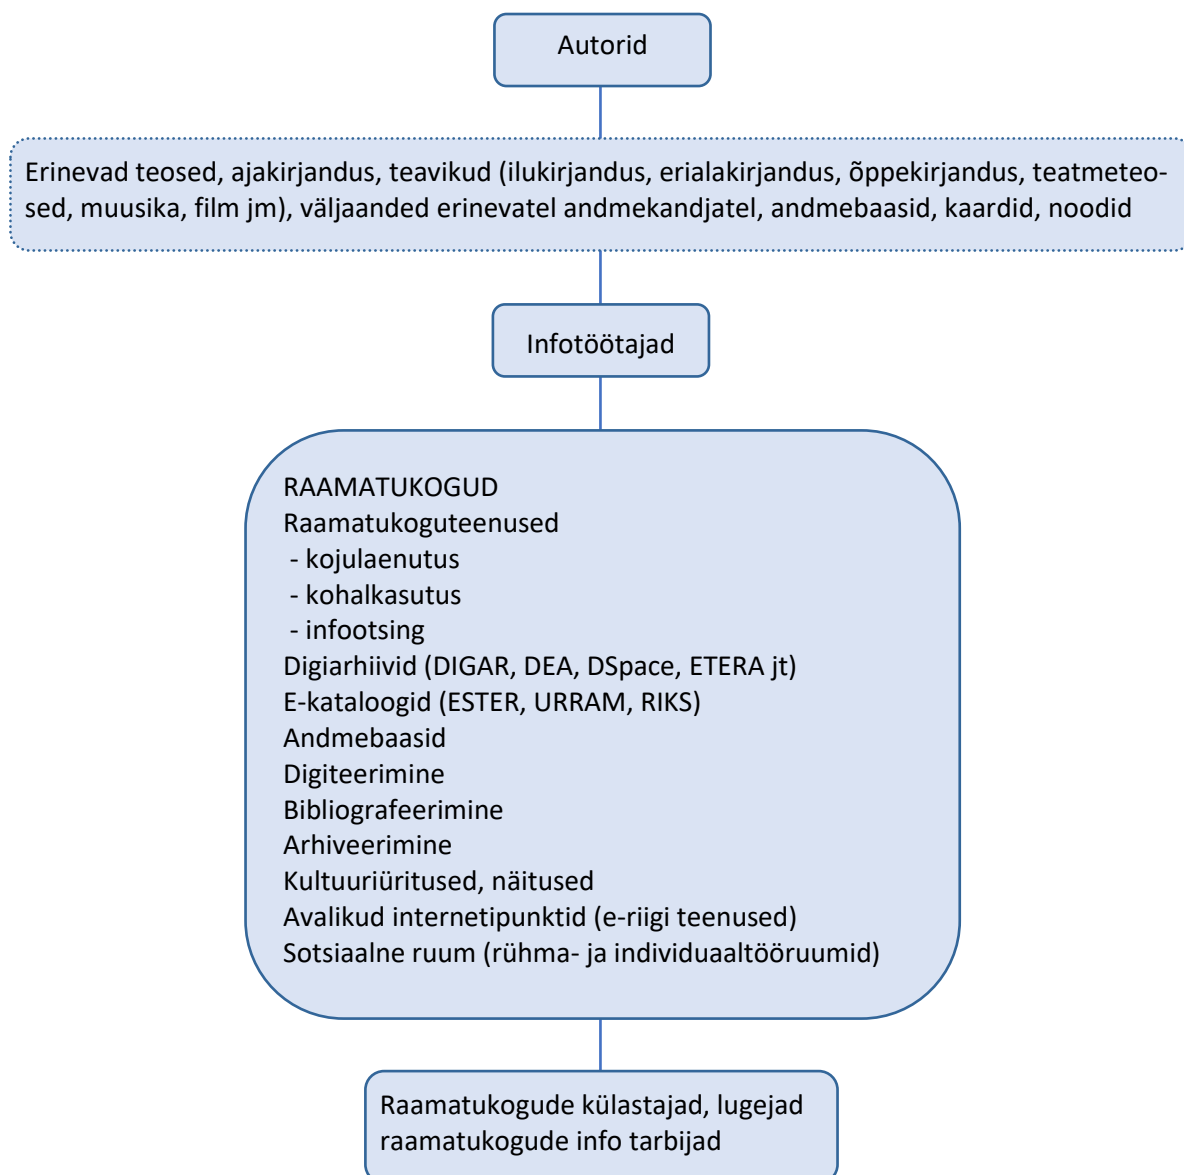 Autorid
Erinevad teosed, ajakirjandus, teavikud (ilukirjandus, erialakirjandus, õppekirjandus, teatmeteo-
sed, muusika, film jm), väljaanded erinevatel andmekandjatel, andmebaasid, kaardid, noodid
Infotöötajad
RAAMATUKOGUD
Raamatukoguteenused
- kojulaenutus
- kohalkasutus
- infootsing
Digiarhiivid (DIGAR, DEA, DSpace, ETERA jt)
E-kataloogid (ESTER, URRAM, RIKS)
Andmebaasid
Digiteerimine
Bibliografeerimine
Arhiveerimine
Kultuuriüritused, näitused
Avalikud internetipunktid (e-riigi teenused)
Sotsiaalne ruum (rühma- ja individuaaltööruumid)
Raamatukogude külastajad, lugejad
raamatukogude info tarbijad